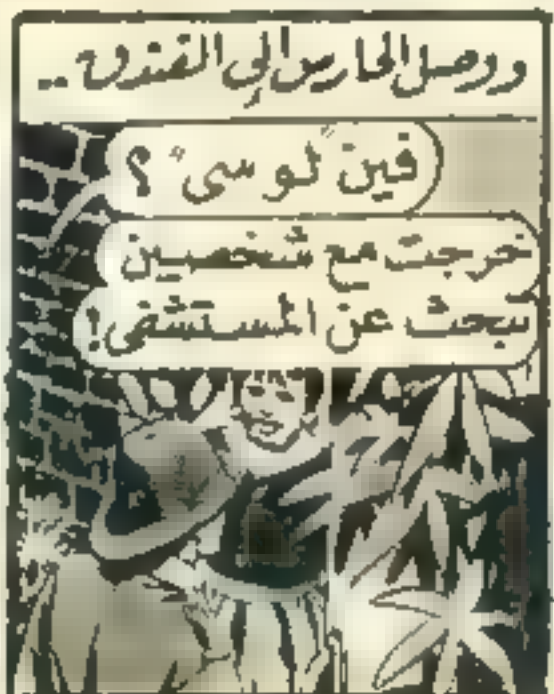 ووصل الحارس إلى الفندق ..
فين "لوسى" ؟
خرجت مع شخصين
تبحث عن المستشفى !